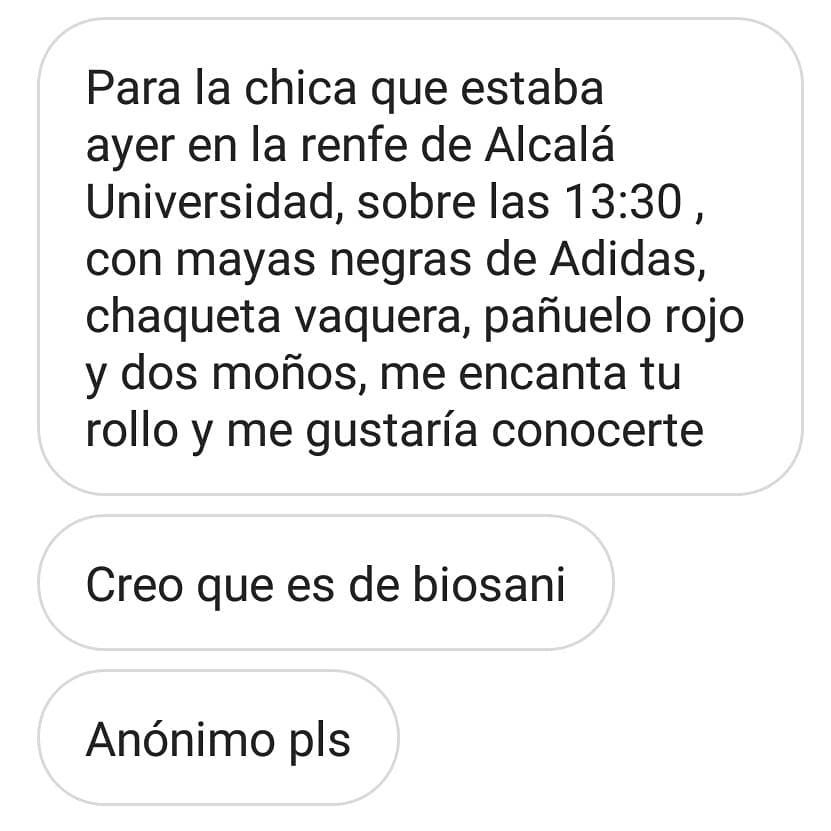 Para la chica que estaba
ayer en la renfe de Alcalá
Universidad, sobre las 13:30 ,
con mayas negras de Adidas,
chaqueta vaquera, pañuelo rojo
y dos moños, me encanta tu
rollo y me gustaría conocerte
Creo que es de biosani
Anónimo pls